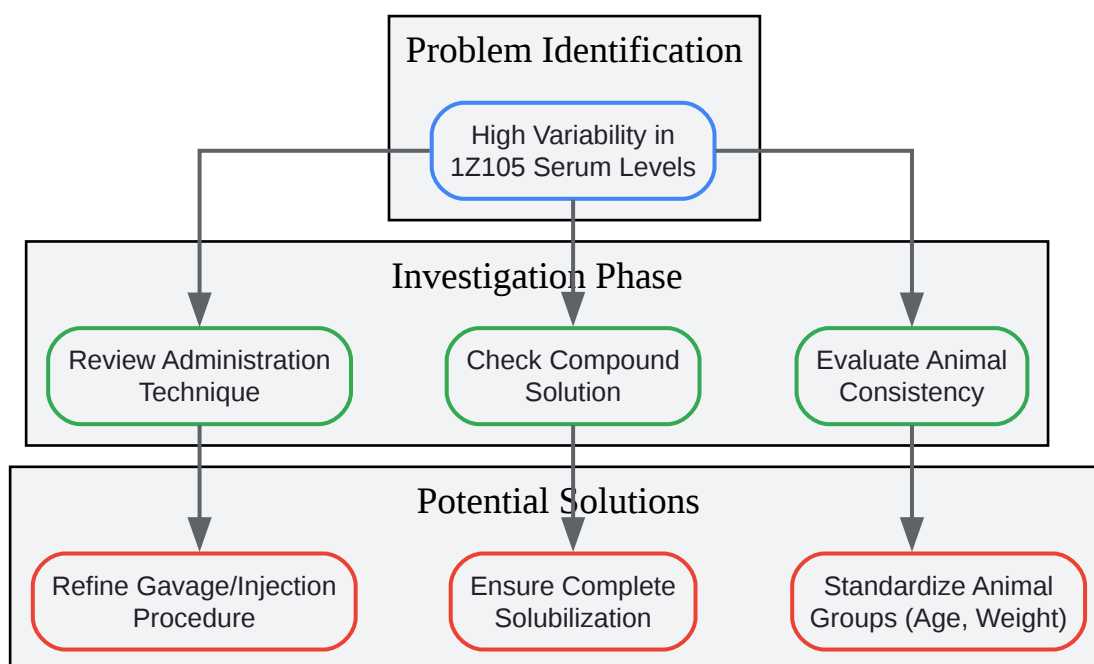 Problem Identification
High Variability in
1Z105 Serum Levels
Investigation Phase
Review Administration
Technique
Check Compound
Solution
Evaluate Animal
Consistency
Potential Solutions
Refine Gavage/Injection
Procedure
Ensure Complete
Solubilization
Standardize Animal
Groups (Age, Weight)